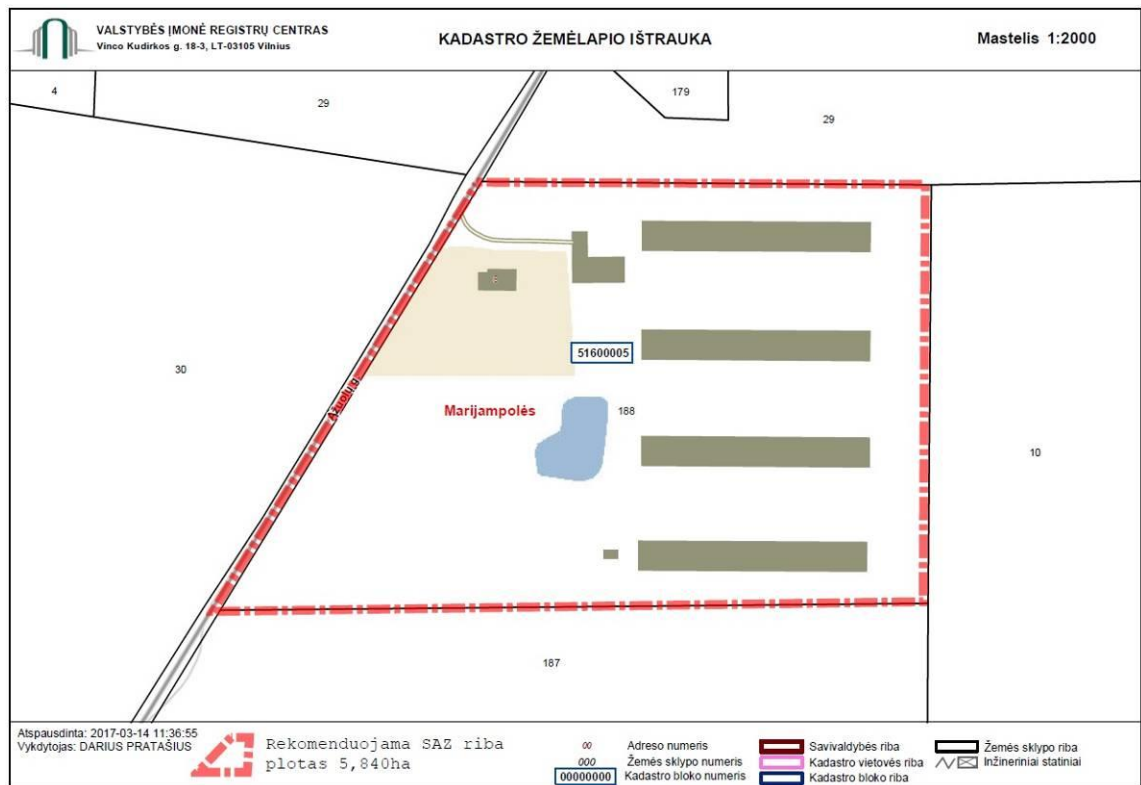 VALSTYBĖS ĮMONĖ REGISTRŲ CENTRAS
Vinco Kudirkos g. 18-3, LT-03105 Vilnius
KADASTRO ŽEMĖLAPIO IŠTRAUKA
Mastelis 1:2000
4
29
179
29
6
51600005
30
Ąžuolų g.
Marijampolės
188
10
187
Atspausdinta: 2017-03-14 11:36:55
Vykdytojas: DARIUS PRATAŠIUS
Rekomenduojama SAZ riba
plotas 5,840ha
00 Adreso numeris
000 Žemės sklypo numeris
00000000 Kadastro bloko numeris
Savivaldybės riba
Kadastro vietovės riba
Kadastro bloko riba
Žemės sklypo riba
Inžineriniai statiniai